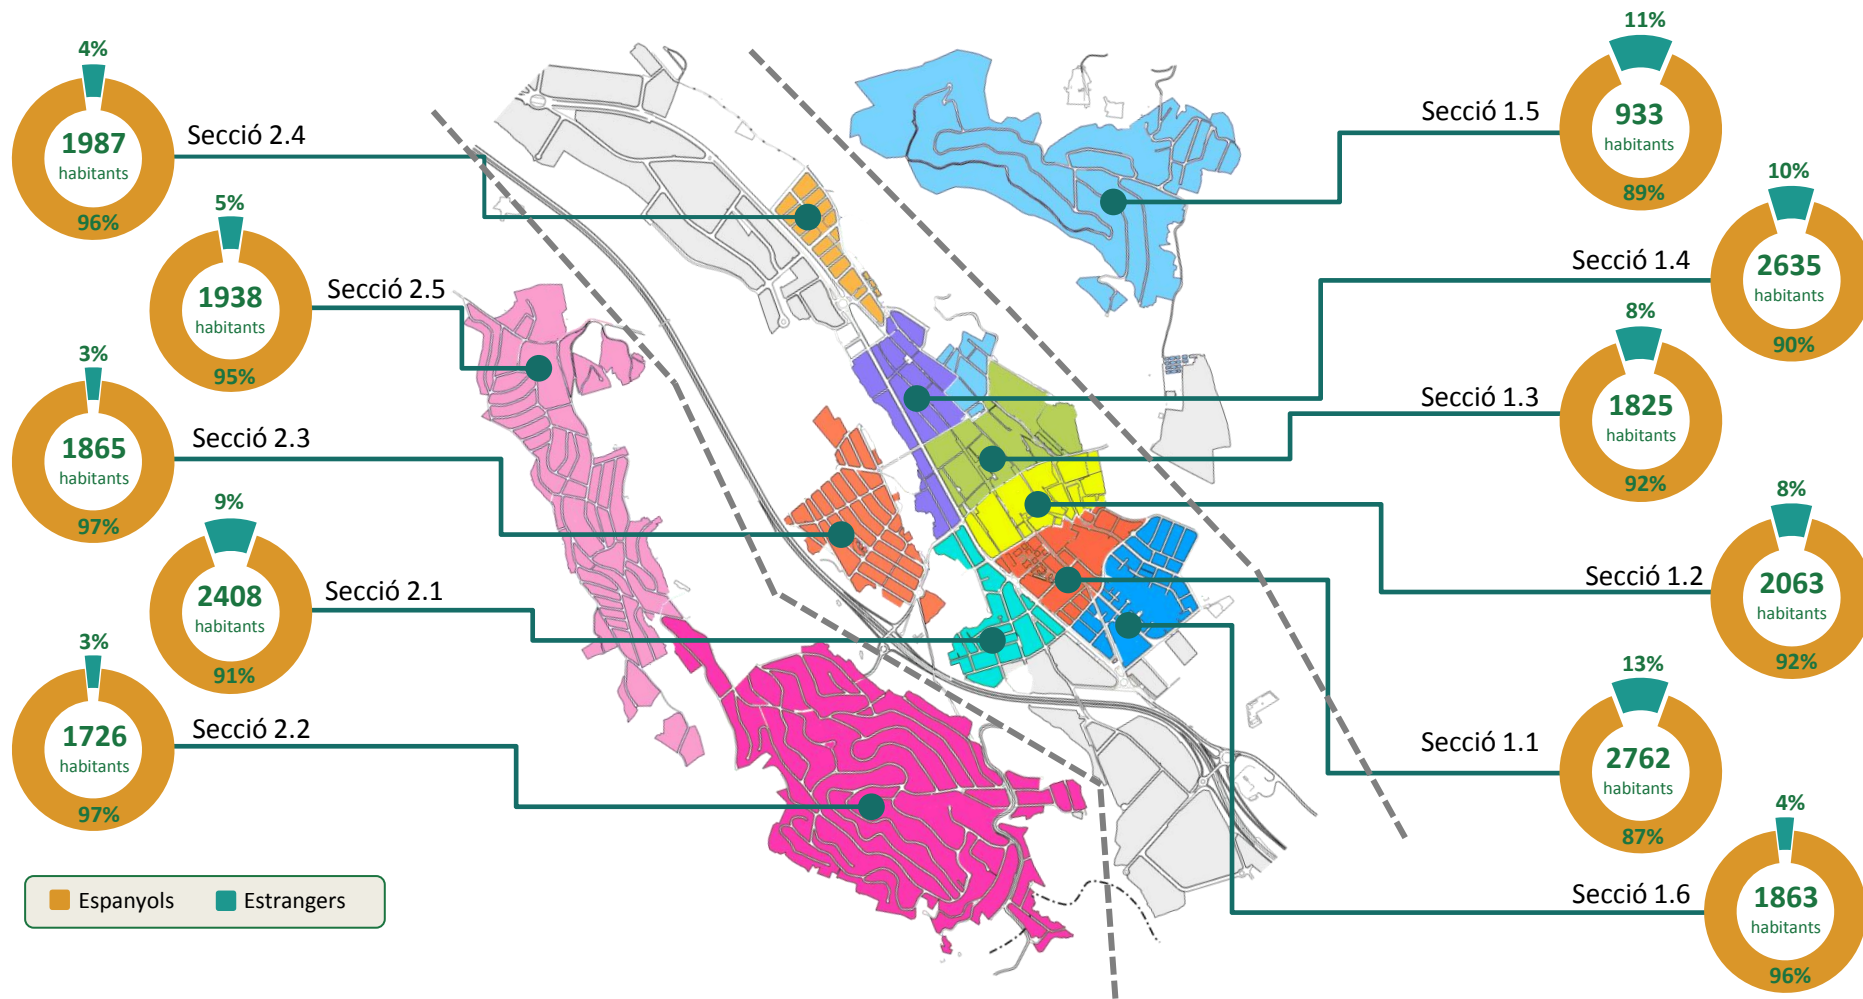 4%
1987
habitants
96%
Secció 2.4
5%
1938
habitants
95%
Secció 2.5
3%
1865
habitants
97%
Secció 2.3
9%
2408
habitants
91%
Secció 2.1
3%
1726
habitants
97%
Secció 2.2
Espanyols
Estrangers
11%
933
habitants
89%
Secció 1.5
10%
2635
habitants
90%
Secció 1.4
8%
1825
habitants
92%
Secció 1.3
8%
2063
habitants
92%
Secció 1.2
13%
2762
habitants
87%
Secció 1.1
4%
1863
habitants
96%
Secció 1.6